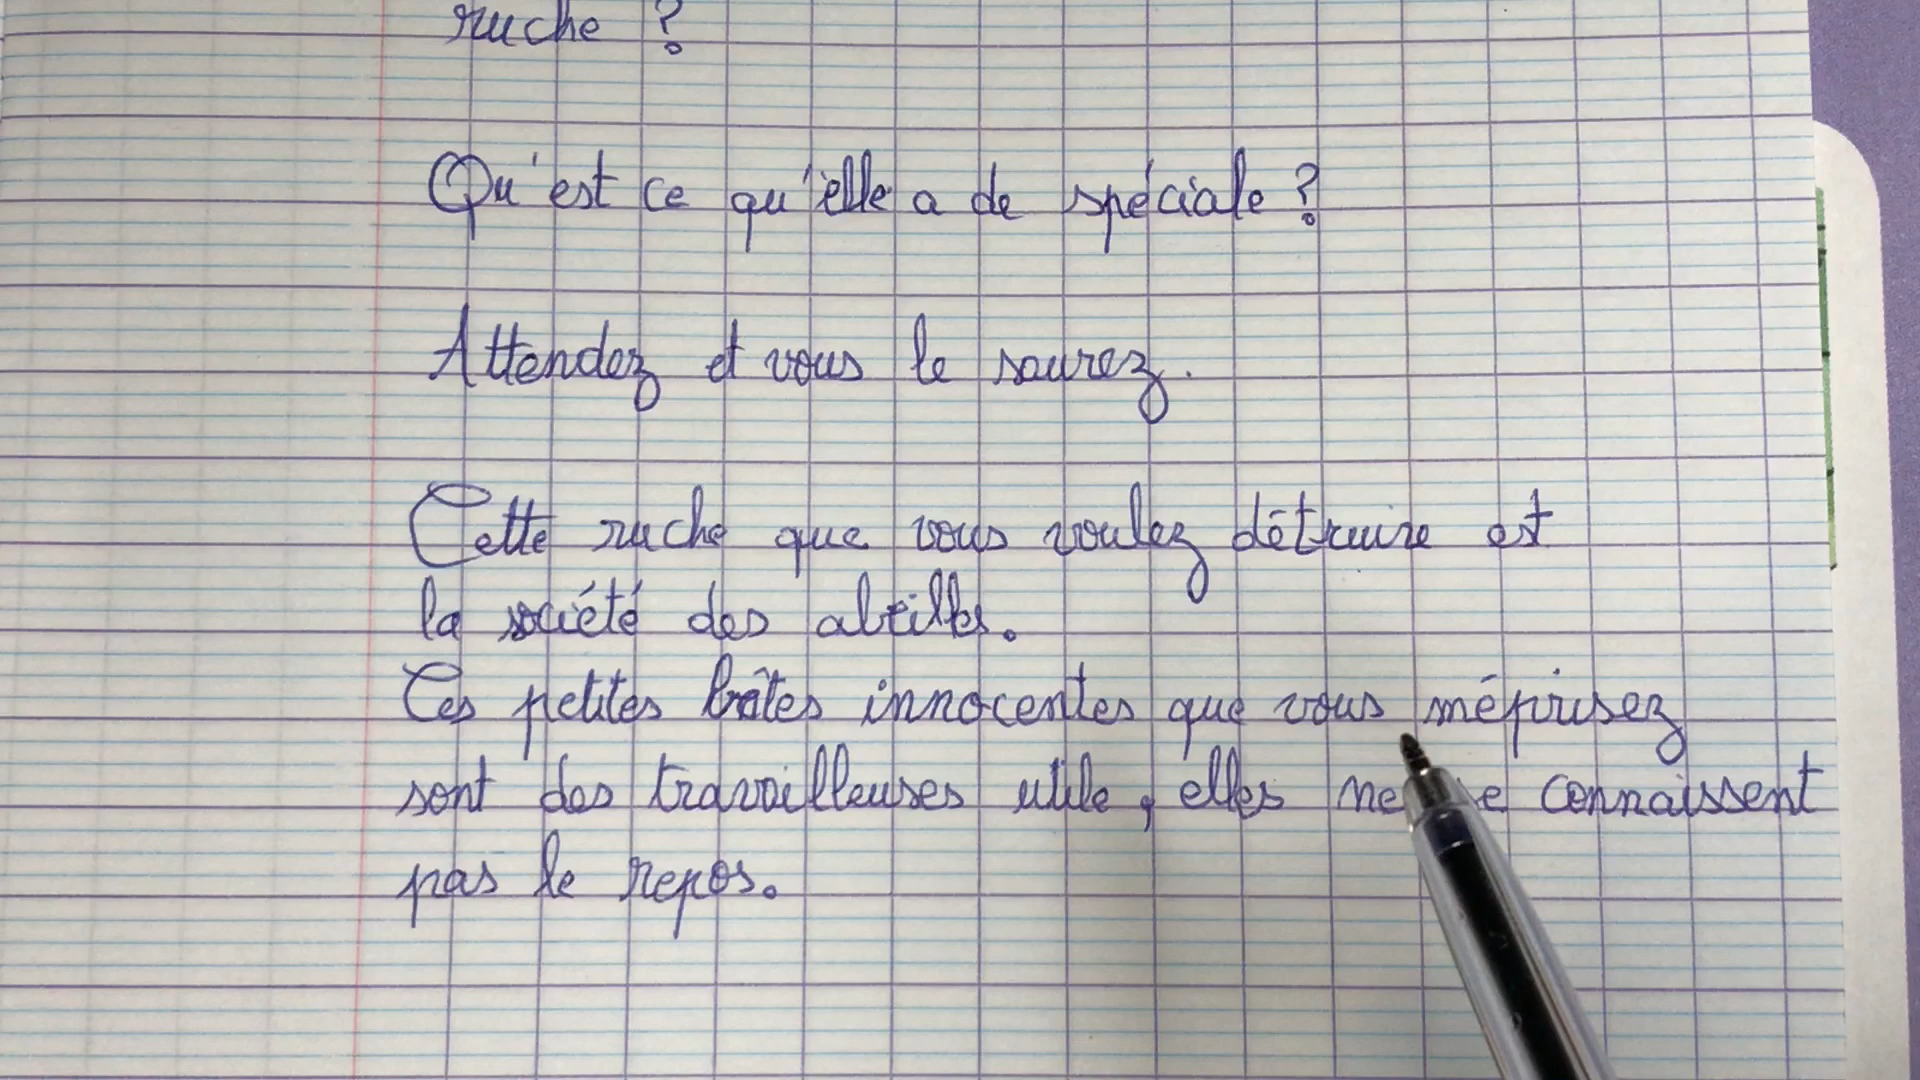 ruche ?
Qu'est ce qu'elle a de spéciale ?
Attendez et vous le saurez.
Cette ruche que vous voulez détruire est
la société des abeilles.
Ces petites bêtes innocentes que vous méprisez
sont des travailleuses utile, elles connaissent
pas le repos.